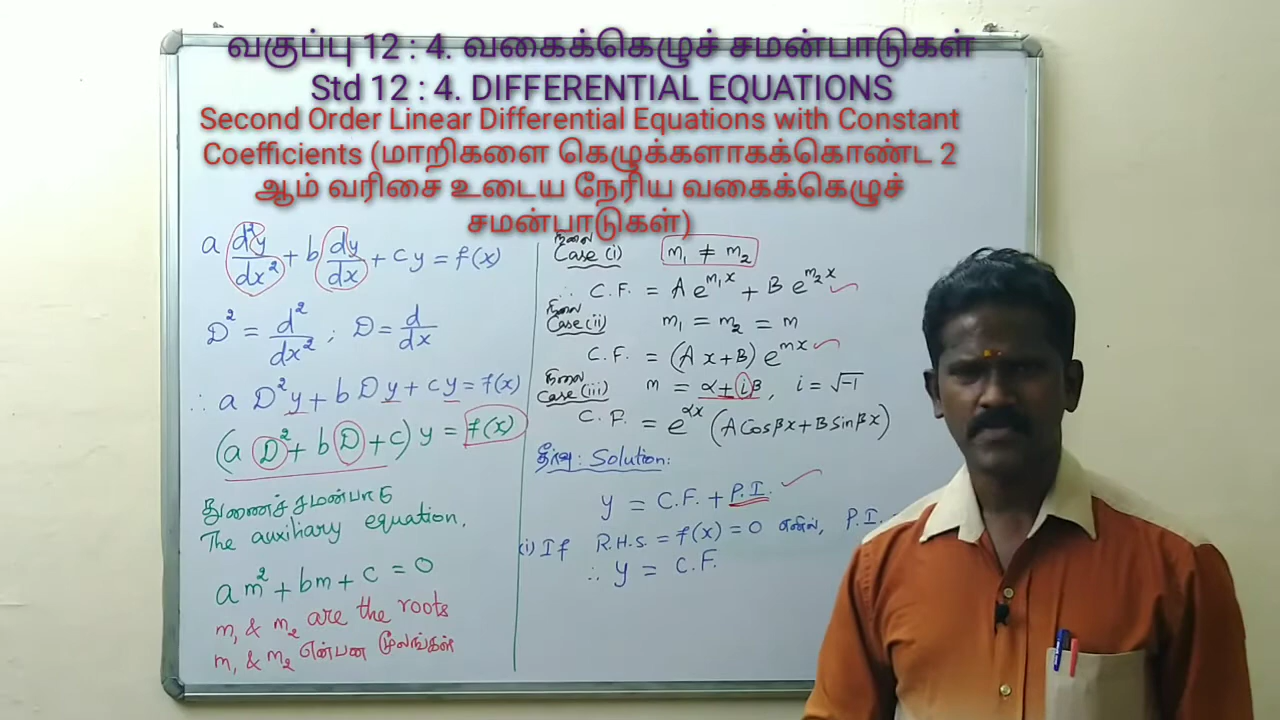 வகுப்பு 12 : 4. வகைக்கெழுச் சமன்பாடுகள்
Std 12 : 4. DIFFERENTIAL EQUATIONS
Second Order Linear Differential Equations with Constant
Coefficients (மாறிகளை கெழுக்களாகக்கொண்ட 2
ஆம் வரிசை உடைய நேரிய வகைக்கெழுச்
சமன்பாடுகள்)
a d²y/dx² + b dy/dx + cy = f(x)
D² = d²/dx² ; D = d/dx
∴ a D²y + b Dy + cy = f(x)
(a D² + b D + c) y = f(x)
துணைச் சமன்பாடு
The auxiliary equation,
am² + bm + c = 0
m₁ & m₂ are the roots
m₁ & m₂ என்பன மூலங்கள்
நிலை
Case (i) m₁ ≠ m₂
∴ C.F. = A e^{m₁x} + B e^{m₂x}
நிலை
Case (ii) m₁ = m₂ = m
C.F. = (Ax + B) e^{mx}
நிலை
Case (iii) m = α ± iβ, i = √-1
C.F. = e^{αx} (A Cos βx + B Sin βx)
தீர்வு : Solution:
y = C.F. + P.I.
(i) If R.H.S. = f(x) = 0 எனில், P.I.
∴ y = C.F.